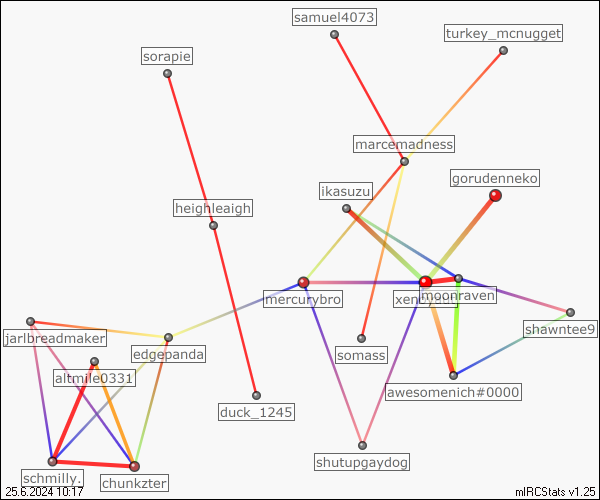 samuel4073
turkey_mcnugget
sorapie
marcemadness
gorudenneko
ikasuzu
heighleaigh
moonraven
mercurybro
shawntee9
jarlbreadmaker
edgepanda
somass
altmile0331
awesomenich#0000
duck_1245
shutupgaydog
schmilly.
chunkzter
25.6.2024 10:17
mIRCStats v1.25